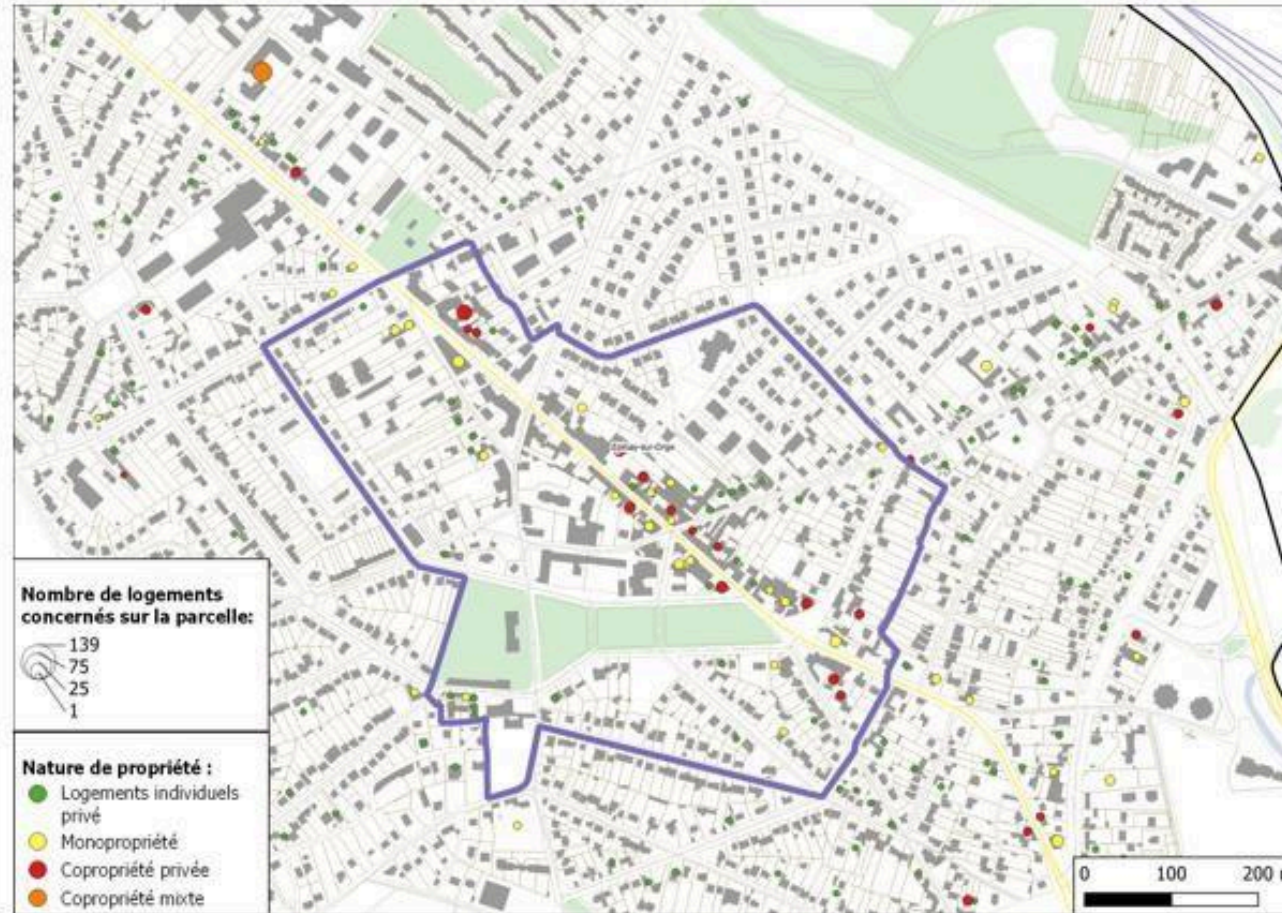 Nombre de logements
concernés sur la parcelle:
139
75
25
1
Nature de propriété :
Logements individuels
privé
Monopropriété
Copropriété privée
Copropriété mixte
0 100 200